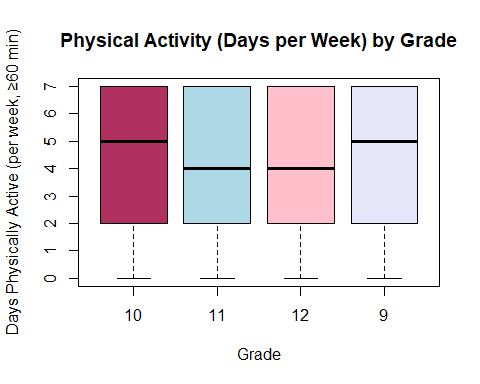 Physical Activity (Days per Week) by Grade
Days Physically Active (per week, ≥60 min)
7
6
5
4
3
2
1
0
10 11 12 9
Grade